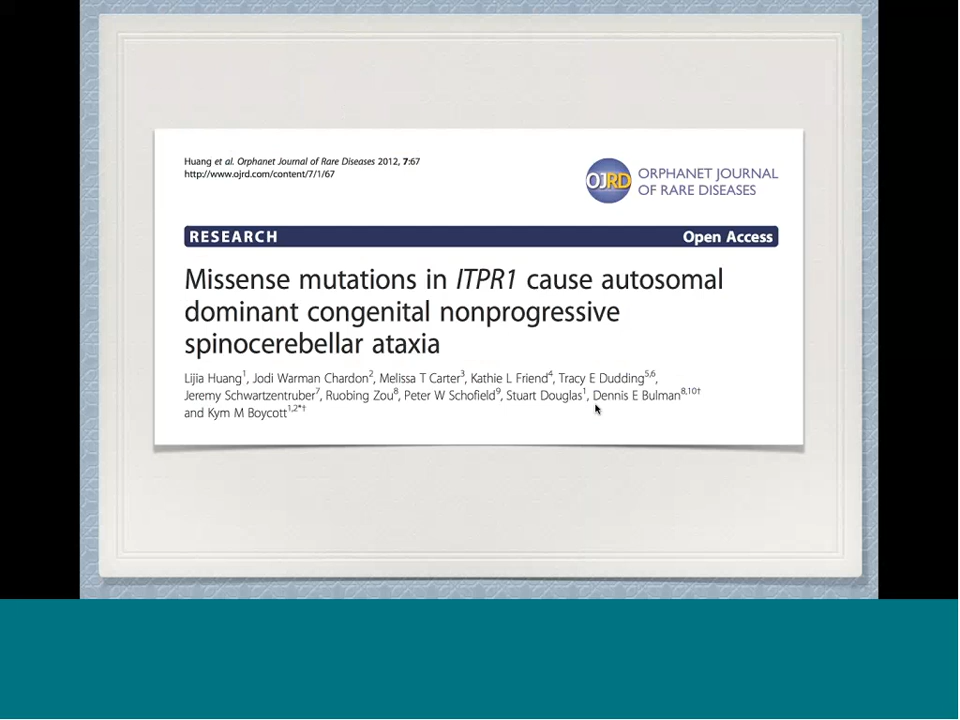 Huang et al. Orphanet Journal of Rare Diseases 2012, 7:67
http://www.ojrd.com/content/7/1/67
OJRD
ORPHANET JOURNAL
OF RARE DISEASES
RESEARCH
Open Access
Missense mutations in ITPR1 cause autosomal
dominant congenital nonprogressive
spinocerebellar ataxia
Lijia Huang1, Jodi Warman Chardon2, Melissa T Carter3, Kathie L Friend4, Tracy E Dudding5,6,
Jeremy Schwartzentruber7, Ruobing Zou8, Peter W Schofield9, Stuart Douglas1, Dennis E Bulman8,10†
and Kym M Boycott1,2*†